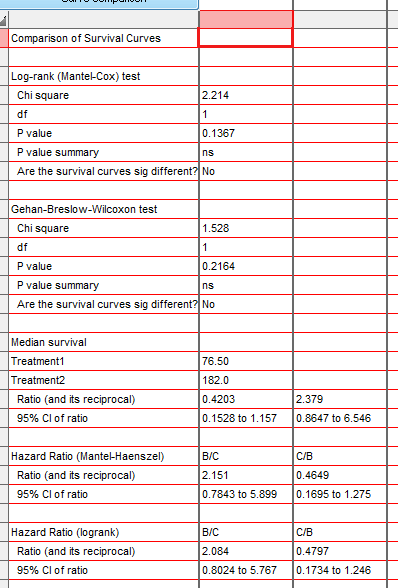 Curve comparison
Comparison of Survival Curves
Log-rank (Mantel-Cox) test
Chi square 2.214
df 1
P value 0.1367
P value summary ns
Are the survival curves sig different? No
Gehan-Breslow-Wilcoxon test
Chi square 1.528
df 1
P value 0.2164
P value summary ns
Are the survival curves sig different? No
Median survival
Treatment1 76.50
Treatment2 182.0
Ratio (and its reciprocal) 0.4203 2.379
95% CI of ratio 0.1528 to 1.157 0.8647 to 6.546
Hazard Ratio (Mantel-Haenszel) B/C C/B
Ratio (and its reciprocal) 2.151 0.4649
95% CI of ratio 0.7843 to 5.899 0.1695 to 1.275
Hazard Ratio (logrank) B/C C/B
Ratio (and its reciprocal) 2.084 0.4797
95% CI of ratio 0.8024 to 5.767 0.1734 to 1.246